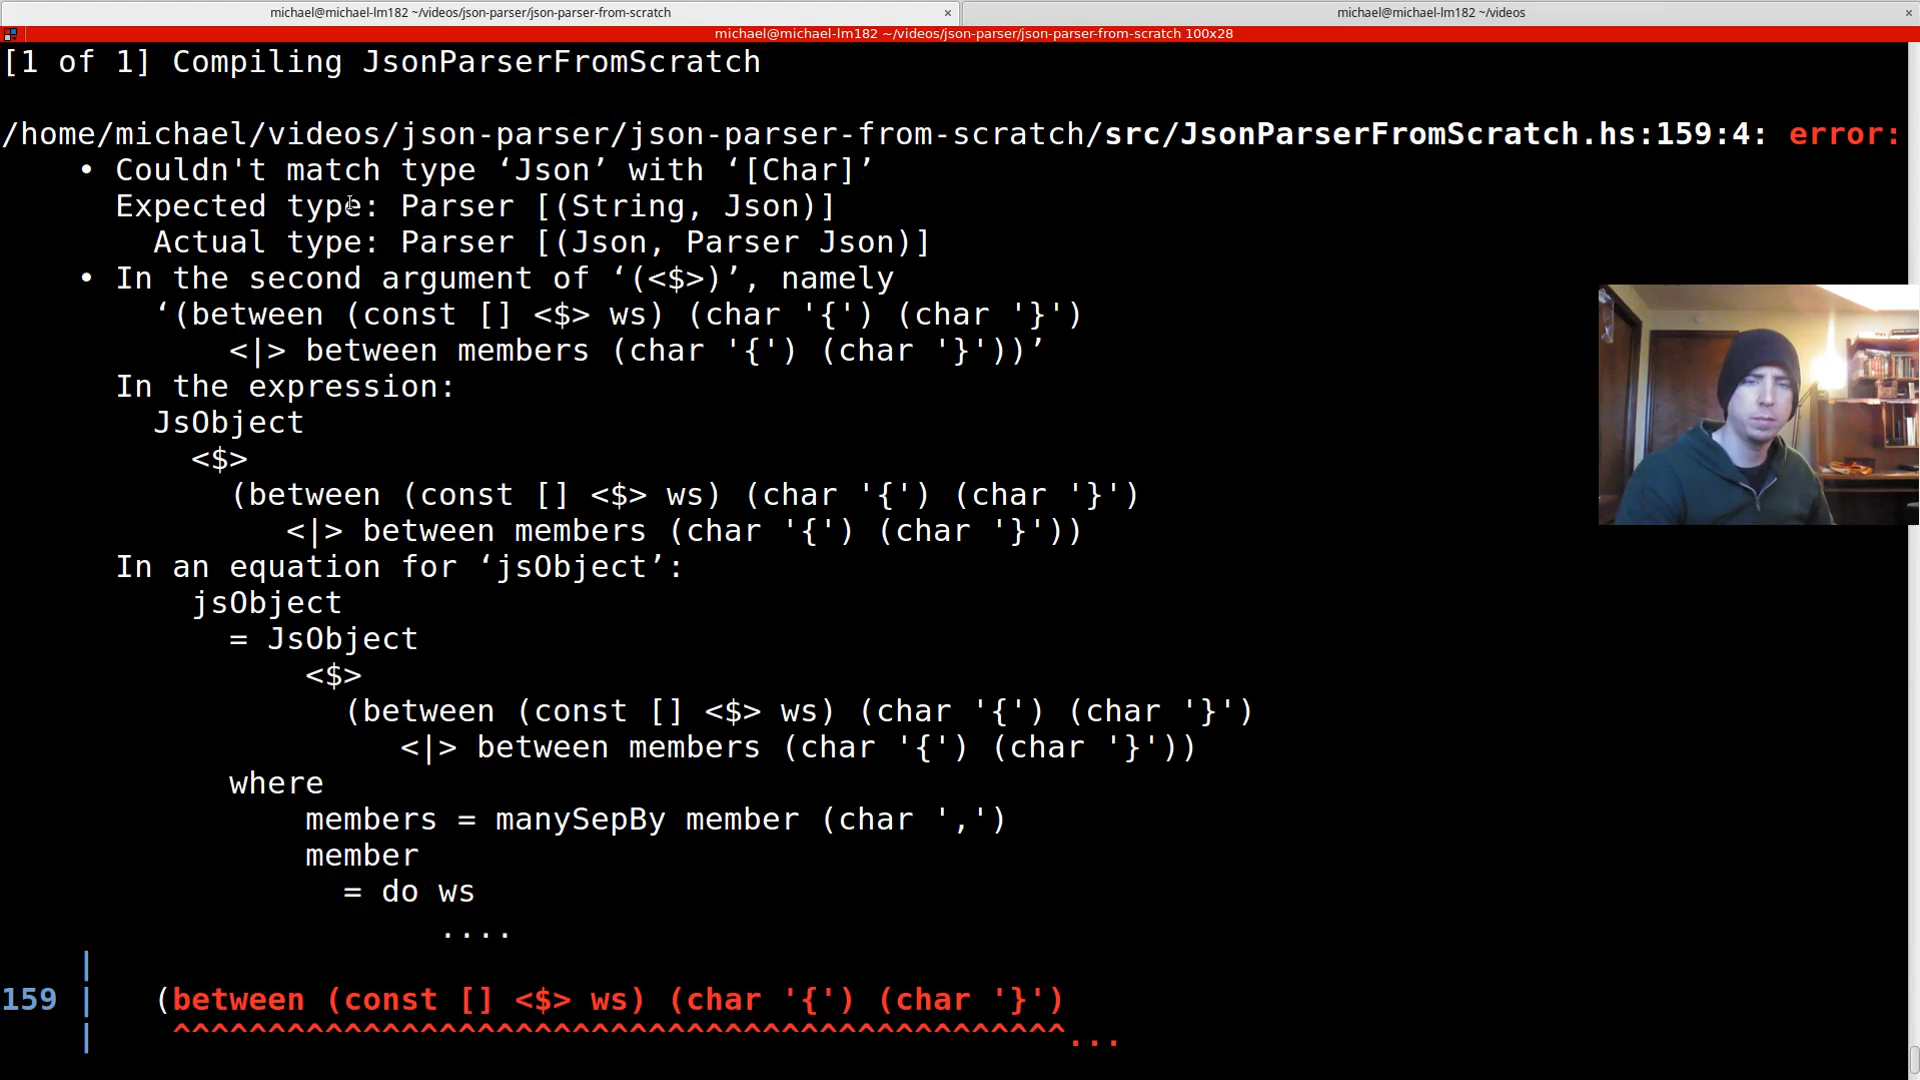 michael@michael-lm182 ~/videos/json-parser/json-parser-from-scratch × michael@michael-lm182 ~/videos ×
michael@michael-lm182 ~/videos/json-parser/json-parser-from-scratch 100x28
[1 of 1] Compiling JsonParserFromScratch
/home/michael/videos/json-parser/json-parser-from-scratch/src/JsonParserFromScratch.hs:159:4: error:
• Couldn't match type ‘Json’ with ‘[Char]’
Expected type: Parser [(String, Json)]
Actual type: Parser [(Json, Parser Json)]
• In the second argument of ‘(<$>)’, namely
‘(between (const [] <$> ws) (char '{') (char '}')
<|> between members (char '{') (char '}'))’
In the expression:
JsObject
<$>
(between (const [] <$> ws) (char '{') (char '}')
<|> between members (char '{') (char '}'))
In an equation for ‘jsObject’:
jsObject
= JsObject
<$>
(between (const [] <$> ws) (char '{') (char '}')
<|> between members (char '{') (char '}'))
where
members = manySepBy member (char ',')
member
= do ws
....
|
159 | (between (const [] <$> ws) (char '{') (char '}')
| ^^^^^^^^^^^^^^^^^^^^^^^^^^^^^^^^^^^^^^^^^^^^^^^...